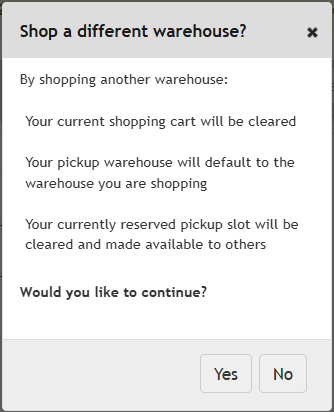 Shop a different warehouse?
By shopping another warehouse:
Your current shopping cart will be cleared
Your pickup warehouse will default to the
warehouse you are shopping
Your currently reserved pickup slot will be
cleared and made available to others
Would you like to continue?
Yes No